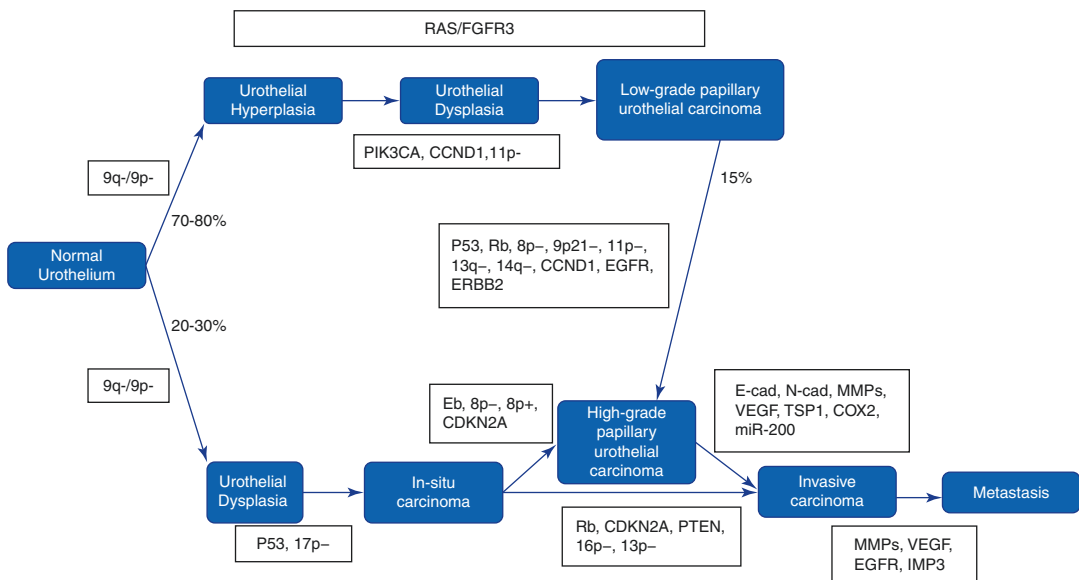 RAS/FGFR3
Urothelial
Hyperplasia
Urothelial
Dysplasia
Low-grade papillary
urothelial carcinoma
PIK3CA, CCND1,11p-
9q-/9p-
15%
70-80%
P53, Rb, 8p–, 9p21–, 11p–,
13q–, 14q–, CCND1, EGFR,
ERBB2
Normal
Urothelium
20-30%
9q-/9p-
Eb, 8p–, 8p+,
CDKN2A
High-grade
papillary
urothelial
carcinoma
E-cad, N-cad, MMPs,
VEGF, TSP1, COX2,
miR-200
Urothelial
Dysplasia
In-situ
carcinoma
Invasive
carcinoma
Metastasis
P53, 17p–
Rb, CDKN2A, PTEN,
16p–, 13p–
MMPs, VEGF,
EGFR, IMP3